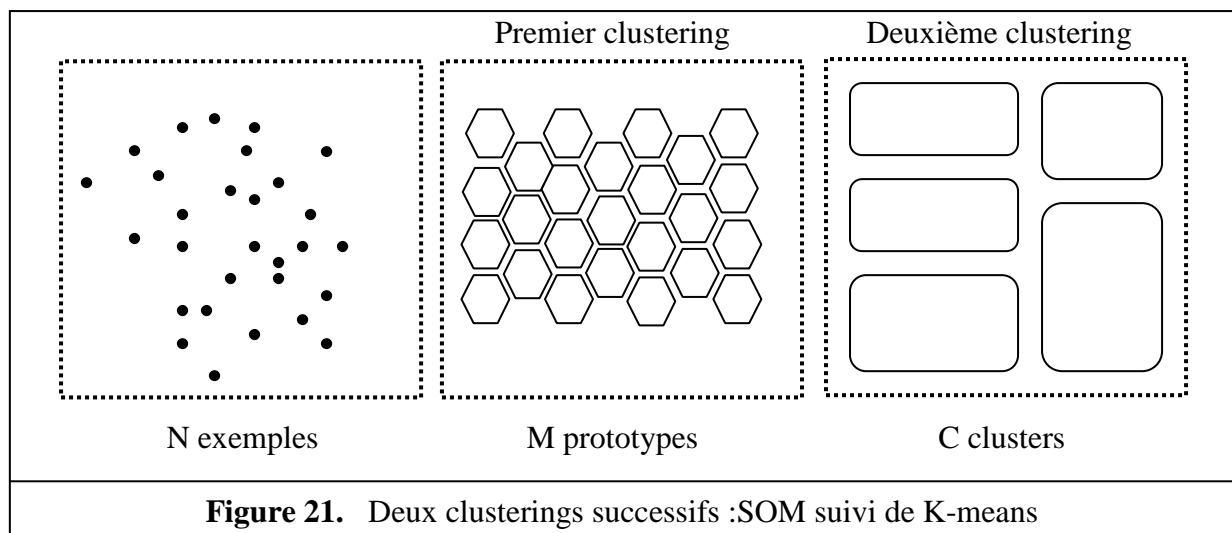 Premier clustering
Deuxième clustering
N exemples
M prototypes
C clusters
Figure 21. Deux clusterings successifs :SOM suivi de K-means